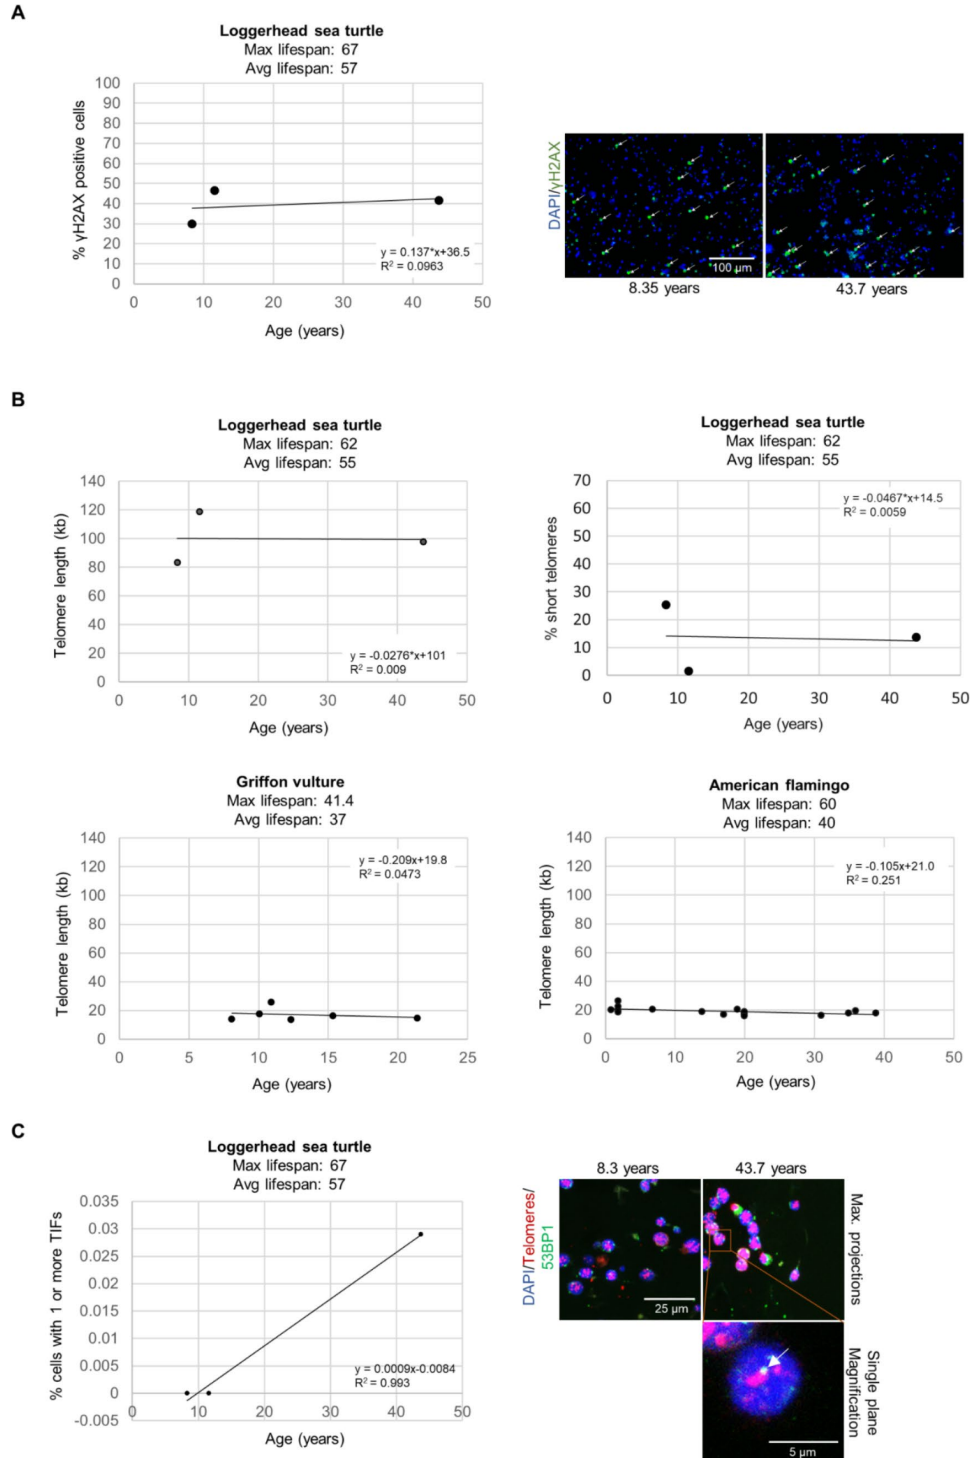 A
Loggerhead sea turtle
Max lifespan: 67
Avg lifespan: 57
% γH2AX positive cells
100
90
80
70
60
50
40
30
20
10
0
y = 0.137*x+36.5
R² = 0.0963
0 10 20 30 40 50
Age (years)
DAPI/γH2AX
100 µm
8.35 years 43.7 years
B
Loggerhead sea turtle
Max lifespan: 62
Avg lifespan: 55
Telomere length (kb)
140
120
100
80
60
40
20
0
y = -0.0276*x+101
R² = 0.009
0 10 20 30 40 50
Age (years)
Loggerhead sea turtle
Max lifespan: 62
Avg lifespan: 55
% short telomeres
70
60
50
40
30
20
10
0
y = -0.0467*x+14.5
R² = 0.0059
0 10 20 30 40 50
Age (years)
Griffon vulture
Max lifespan: 41.4
Avg lifespan: 37
Telomere length (kb)
140
120
100
80
60
40
20
0
y = -0.209x+19.8
R² = 0.0473
0 5 10 15 20 25
Age (years)
American flamingo
Max lifespan: 60
Avg lifespan: 40
Telomere length (kb)
140
120
100
80
60
40
20
0
y = -0.105x+21.0
R² = 0.251
0 10 20 30 40 50
Age (years)
C
Loggerhead sea turtle
Max lifespan: 67
Avg lifespan: 57
% cells with 1 or more TIFs
0.035
0.03
0.025
0.02
0.015
0.01
0.005
0
-0.005
y = 0.0009x-0.0084
R² = 0.993
0 10 20 30 40 50
Age (years)
8.3 years 43.7 years
DAPI/Telomeres/
53BP1
25 µm
Max. projections
Single plane
Magnification
5 µm